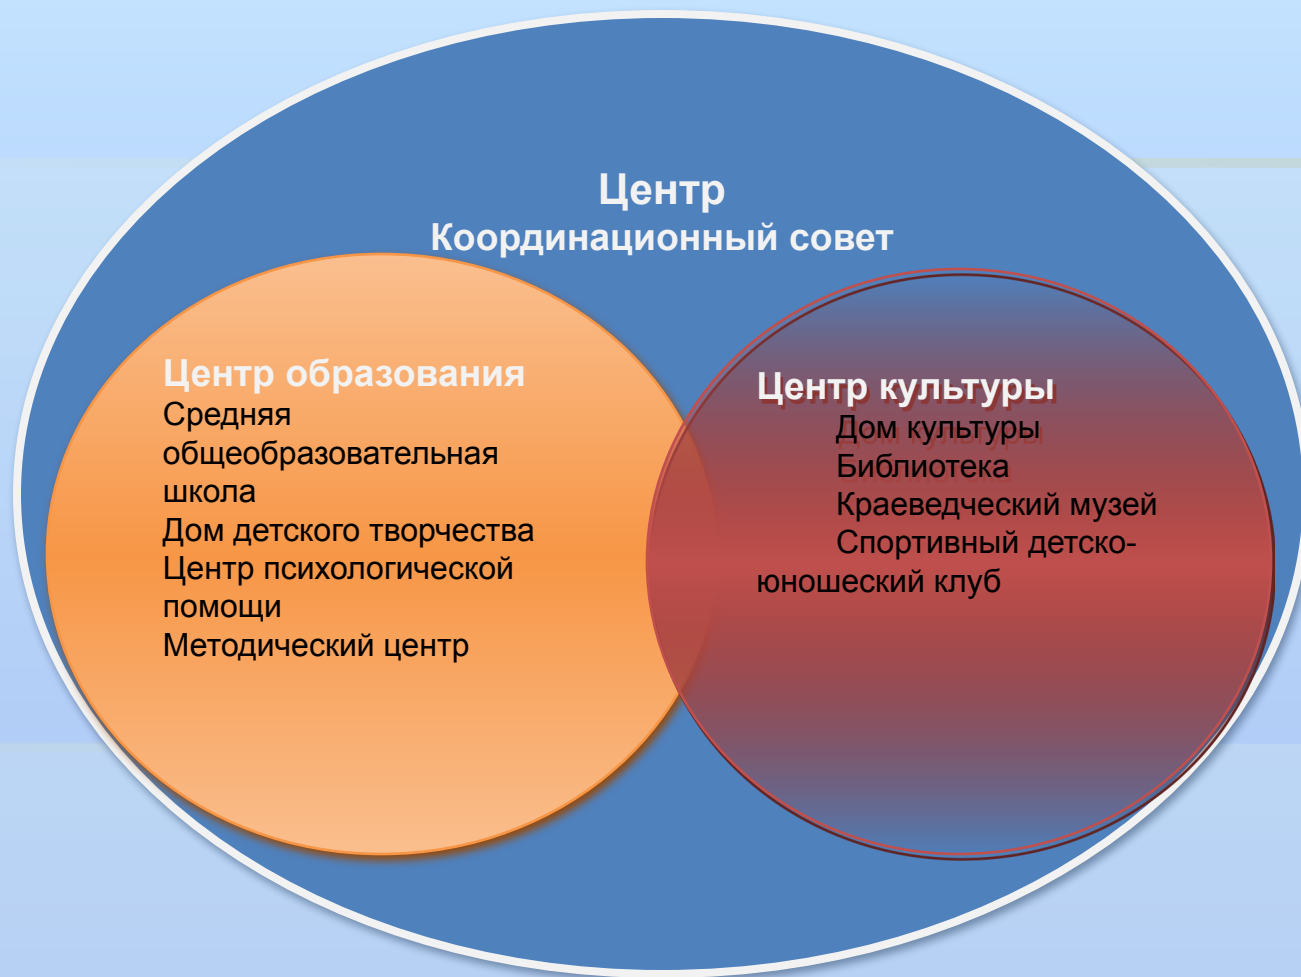 Центр
Координационный совет
Центр образования
Средняя
общеобразовательная
школа
Дом детского творчества
Центр психологической
помощи
Методический центр
Центр культуры
Дом культуры
Библиотека
Краеведческий музей
Спортивный детско-
юношеский клуб